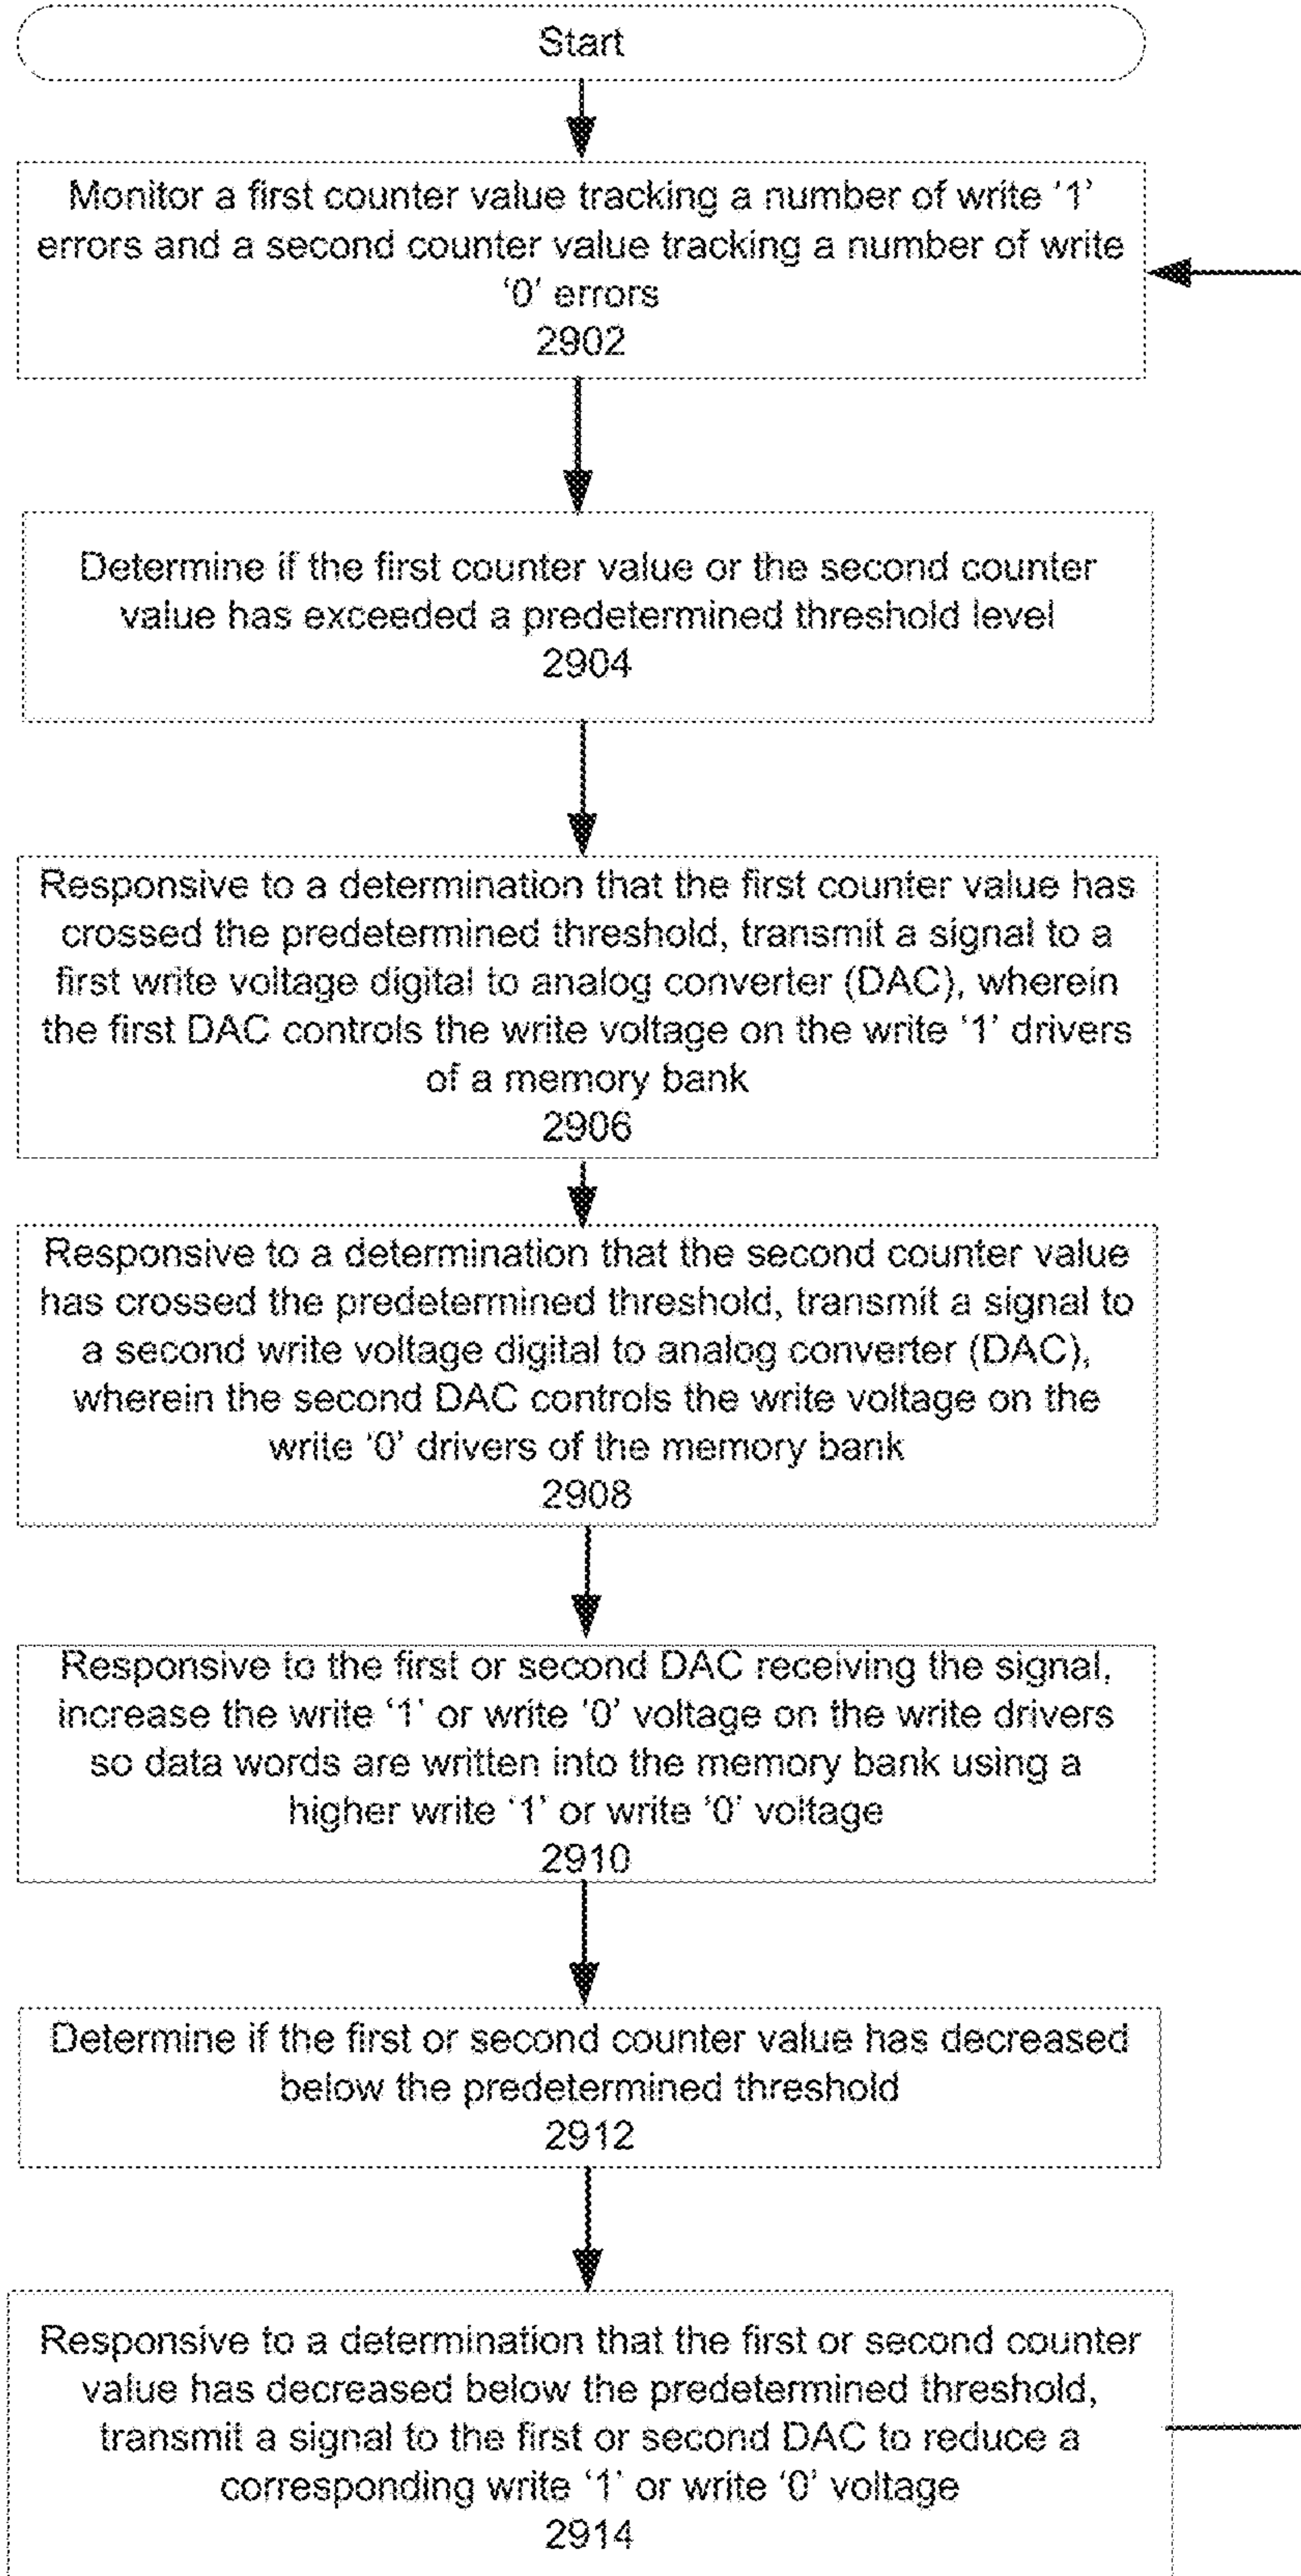 Start
Monitor a first counter value tracking a number of write ‘1’
errors and a second counter value tracking a number of write
‘0’ errors
2902
Determine if the first counter value or the second counter
value has exceeded a predetermined threshold level
2904
Responsive to a determination that the first counter value has
crossed the predetermined threshold, transmit a signal to a
first write voltage digital to analog converter (DAC), wherein
the first DAC controls the write voltage on the write ‘1’ drivers
of a memory bank
2906
Responsive to a determination that the second counter value
has crossed the predetermined threshold, transmit a signal to
a second write voltage digital to analog converter (DAC),
wherein the second DAC controls the write voltage on the
write ‘0’ drivers of the memory bank
2908
Responsive to the first or second DAC receiving the signal,
increase the write ‘1’ or write ‘0’ voltage on the write drivers
so data words are written into the memory bank using a
higher write ‘1’ or write ‘0’ voltage
2910
Determine if the first or second counter value has decreased
below the predetermined threshold
2912
Responsive to a determination that the first or second counter
value has decreased below the predetermined threshold,
transmit a signal to the first or second DAC to reduce a
corresponding write ‘1’ or write ‘0’ voltage
2914